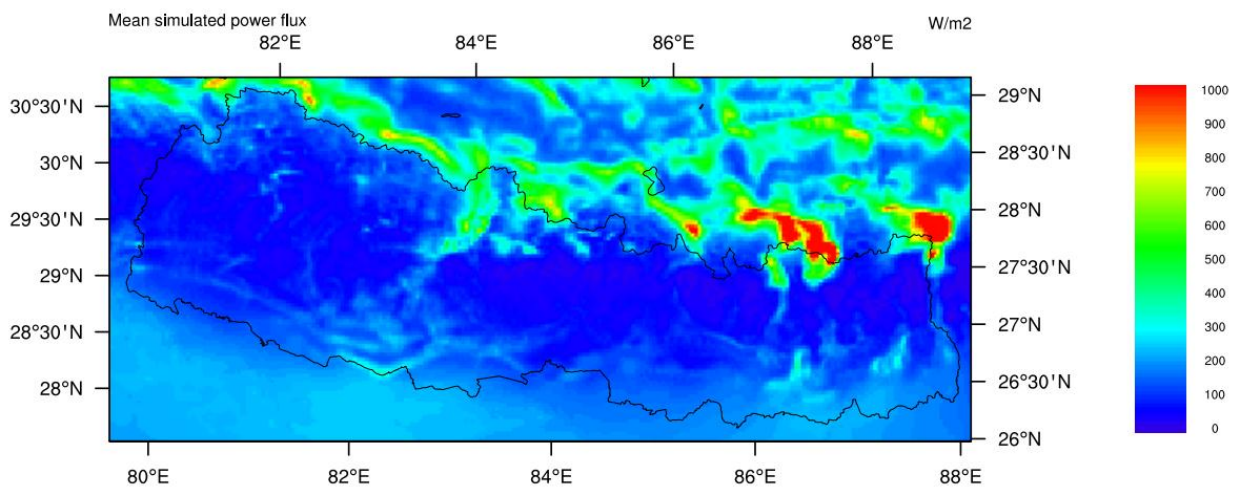 Mean simulated power flux W/m2
82°E 84°E 86°E 88°E
30°30'N 29°N 1000
30°N 28°30'N 900
29°30'N 28°N 800
29°N 27°30'N 700
28°30'N 27°N 600
28°N 26°30'N 500
26°N 400
300
200
100
0
80°E 82°E 84°E 86°E 88°E